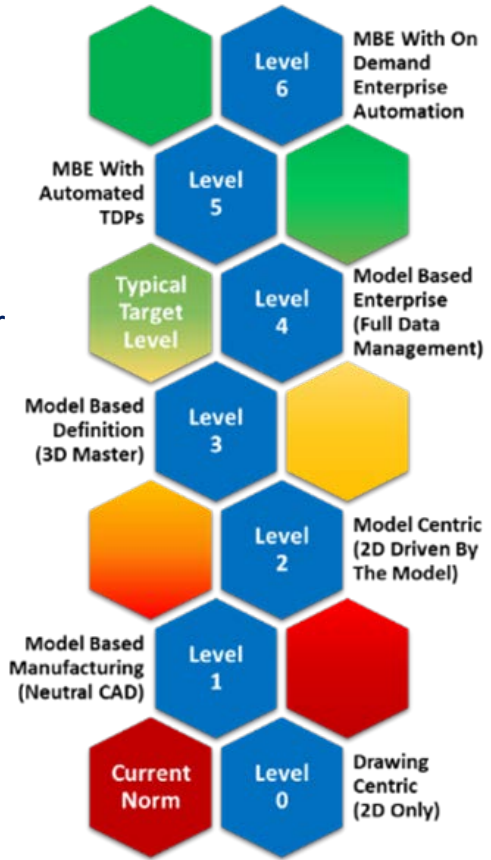 Level
6
MBE With On
Demand
Enterprise
Automation
MBE With
Automated
TDPs
Level
5
Typical
Target
Level
Level
4
Model Based
Enterprise
(Full Data
Management)
Model Based
Definition
(3D Master)
Level
3
Level
2
Model Centric
(2D Driven By
The Model)
Model Based
Manufacturing
(Neutral CAD)
Level
1
Current
Norm
Level
0
Drawing
Centric
(2D Only)